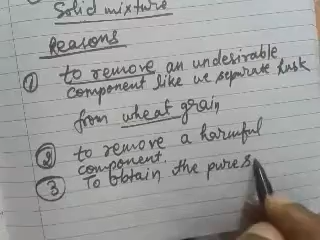 Solid mixture
Reasons
① to remove an undesirable
component like we separate husk
from wheat grain
② to remove a harmful
component.
③ To obtain the pures